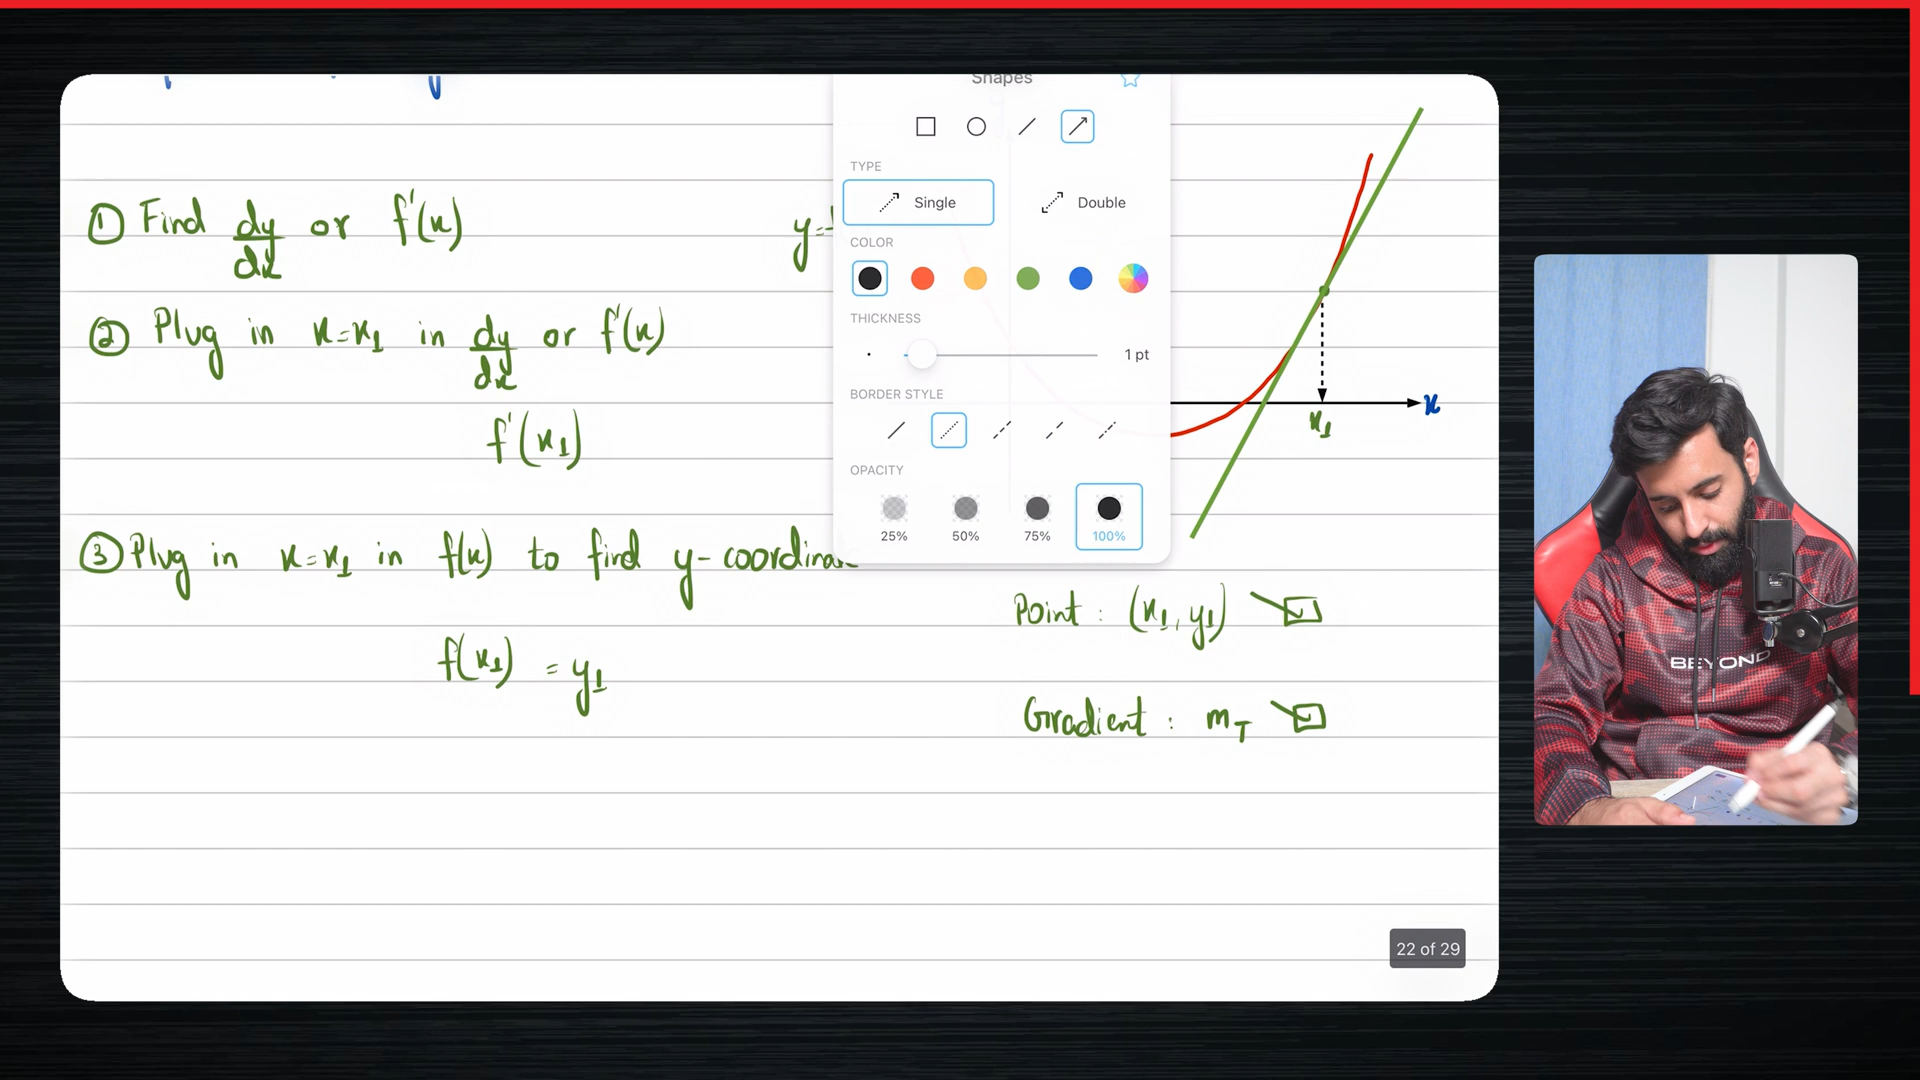 Shapes
① Find dy/dx or f'(x)
y=
TYPE
Single
Double
COLOR
② Plug in x=x₁ in dy/dx or f'(x)
THICKNESS
1 pt
BORDER STYLE
x
x₁
f'(x₁)
OPACITY
25%
50%
75%
100%
③ Plug in x=x₁ in f(x) to find y-coordinate
Point : (x₁, y₁)
f(x₁) = y₁
BEYOND
Gradient : m_T
22 of 29